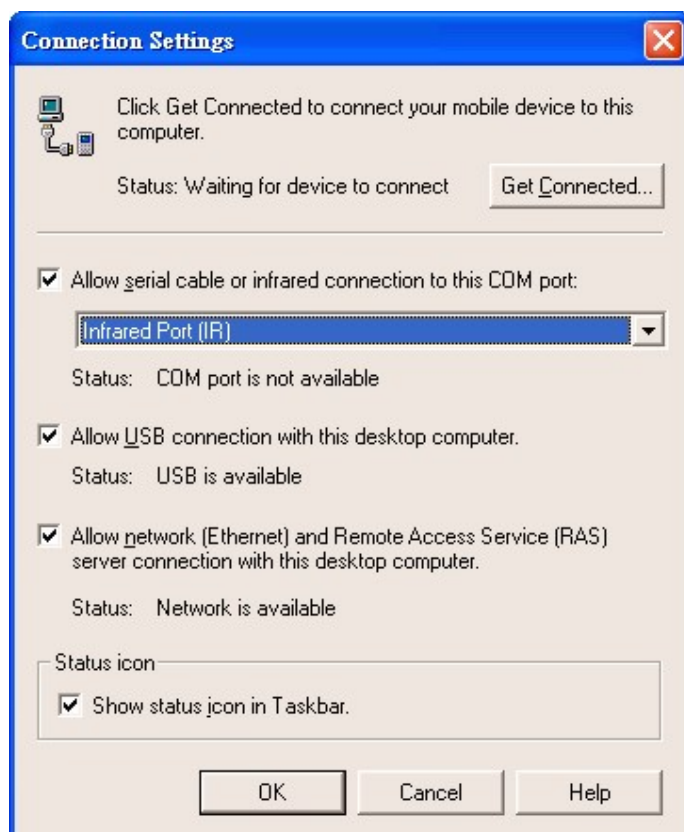 Connection Settings
Click Get Connected to connect your mobile device to this
computer.
Status: Waiting for device to connect
Get Connected...
Allow serial cable or infrared connection to this COM port:
Infrared Port (IR)
Status: COM port is not available
Allow USB connection with this desktop computer.
Status: USB is available
Allow network (Ethernet) and Remote Access Service (RAS)
server connection with this desktop computer.
Status: Network is available
Status icon
Show status icon in Taskbar.
OK
Cancel
Help